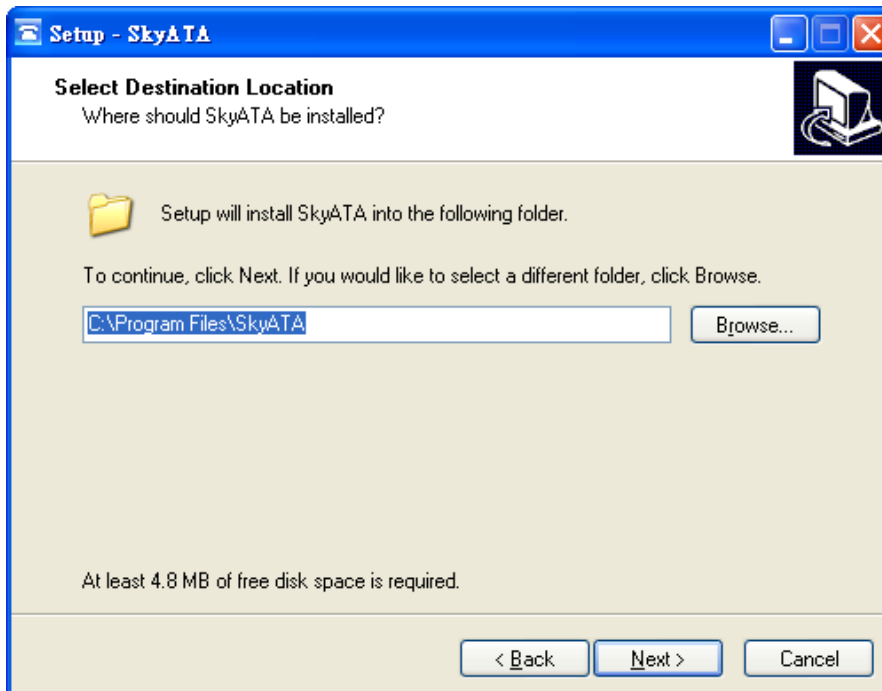 Setup - SkyATA
Select Destination Location
Where should SkyATA be installed?
Setup will install SkyATA into the following folder.
To continue, click Next. If you would like to select a different folder, click Browse.
C:\Program Files\SkyATA
Browse...
At least 4.8 MB of free disk space is required.
< Back
Next >
Cancel